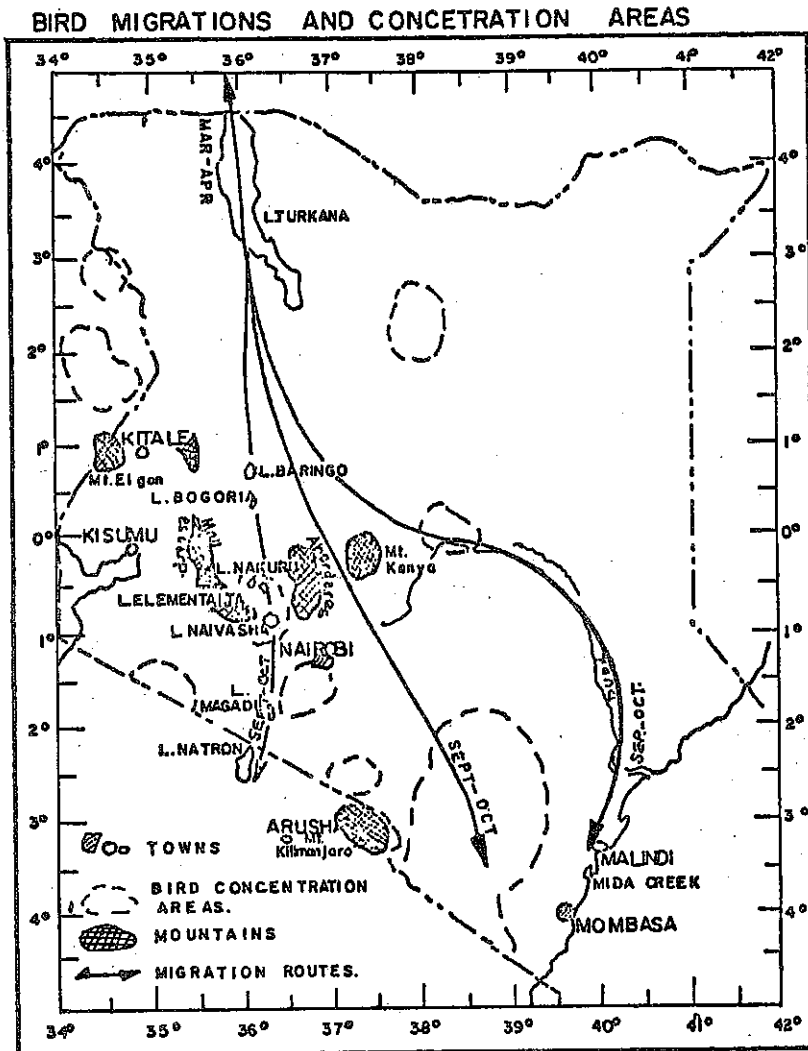 BIRD MIGRATIONS AND CONCETRATION AREAS
34° 35° 36° 37° 38° 39° 40° 41° 42°
MAR-APR
4° 4°
L.TURKANA
3° 3°
2° 2°
KITALE
1° 1°
Mt.Elgon
L.BARINGO
L. BOGORIA
0° 0°
KISUMU
Mau Escarp.
L.NAKURU
Aberdares
Mt. Kenya
L.ELEMENTAITA
L.NAIVASHA
1° 1°
NAIROBI
L. MAGADI
SEPT-OCT
2° 2°
L.NATRON
SEPT-OCT
SEP.-OCT.
3° 3°
ARUSHA
Mt. Kilimanjaro
TOWNS
MALINDI
MIDA CREEK
BIRD CONCENTRATION
AREAS.
4° 4°
MOMBASA
MOUNTAINS
MIGRATION ROUTES.
34° 35° 36° 37° 38° 39° 40° 41° 42°